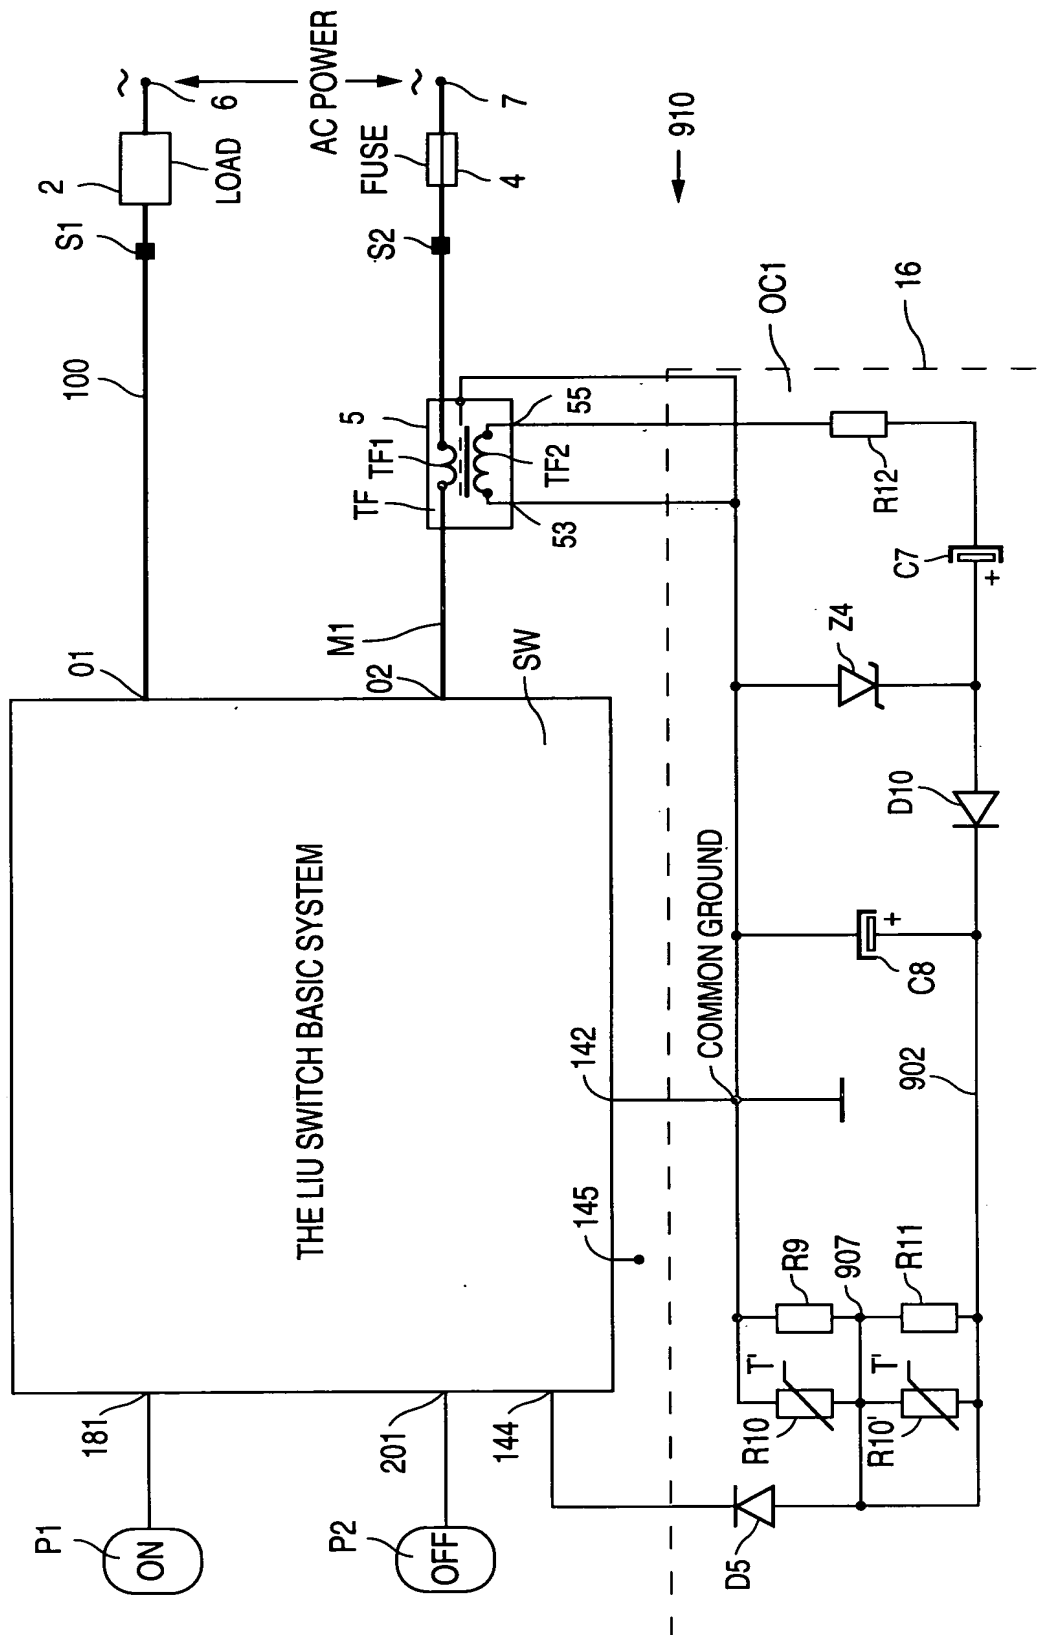 P1
ON
181
P2
OFF
201
144
THE LIU SWITCH BASIC SYSTEM
SW
01
02
100
M1
S1
2
LOAD
~
6
AC POWER
S2
FUSE
4
~
7
TF
TF1
5
TF2
53
55
910
16
OC1
142
145
COMMON GROUND
D5
R10
T'
R9
907
R10'
T'
R11
902
C8
+
D10
Z4
C7
+
R12